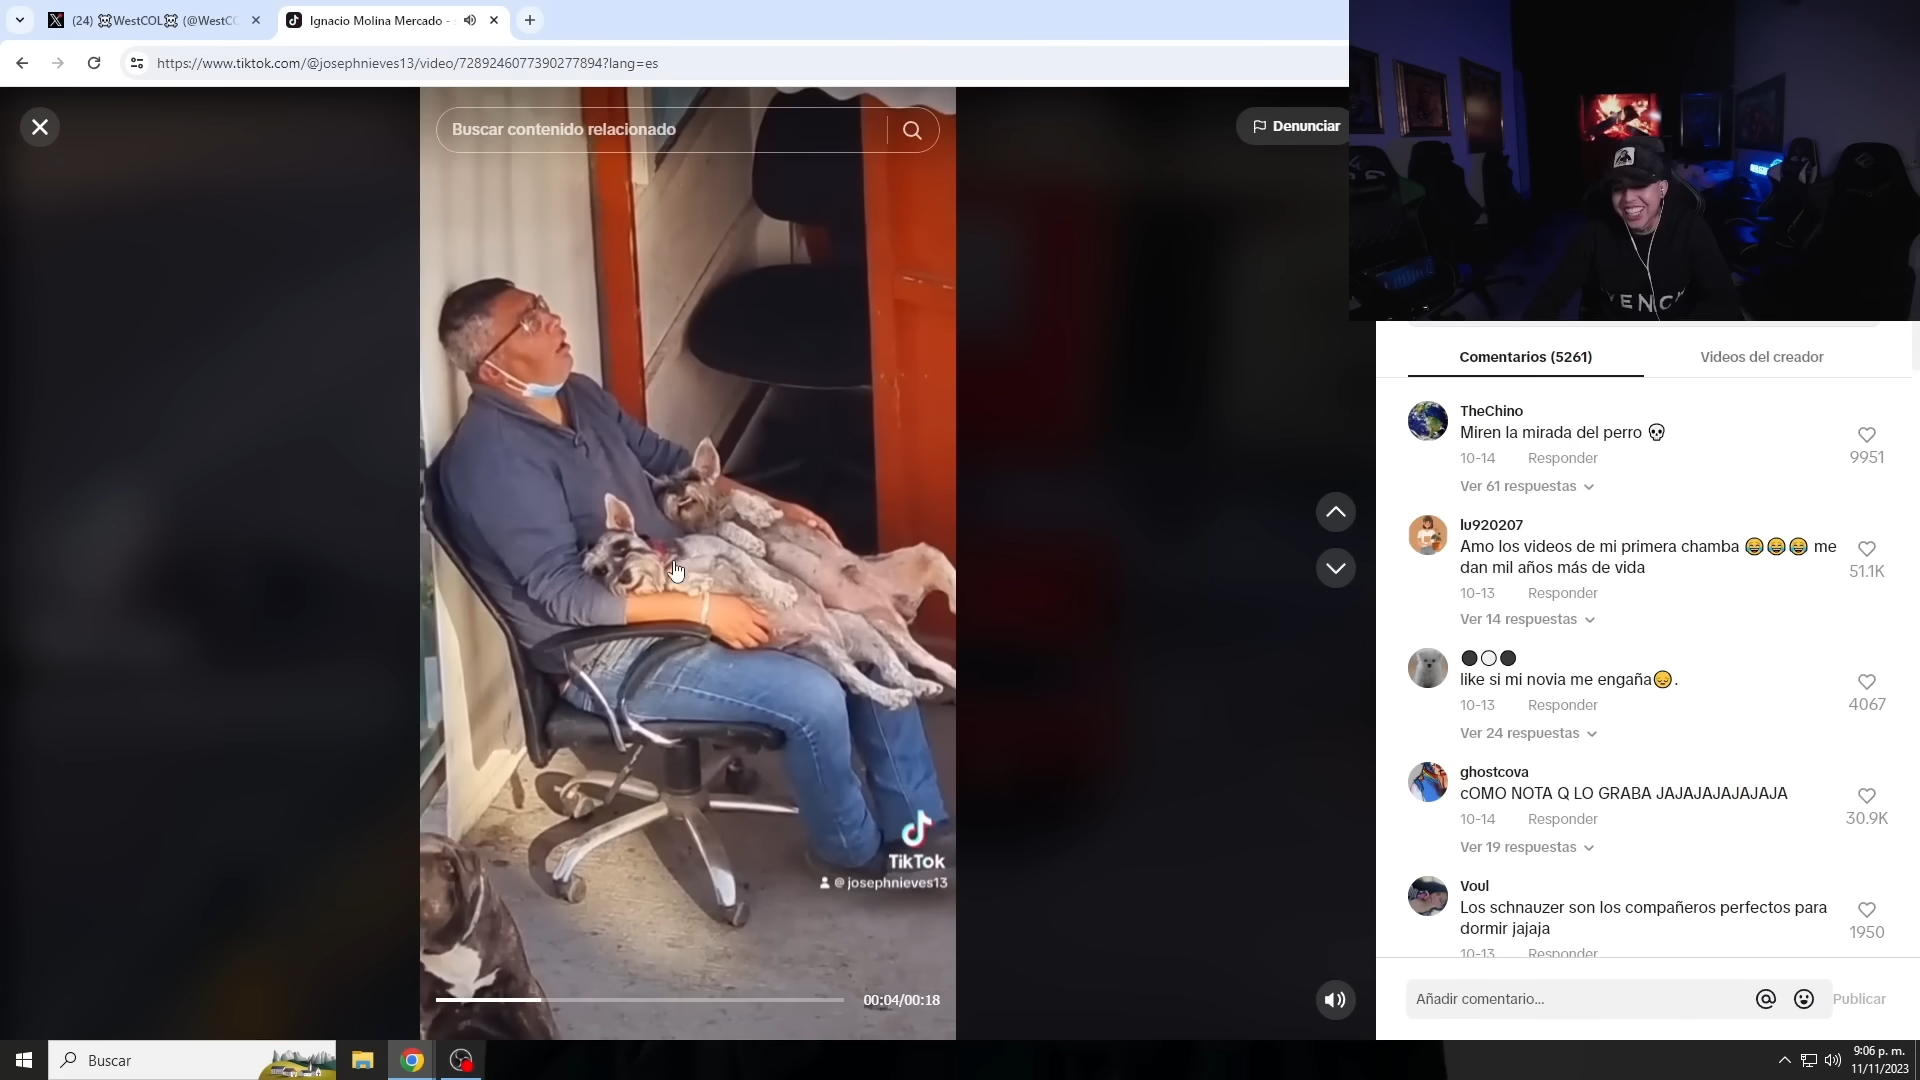 (24) ☠WestCOL☠ (@WestCO
Ignacio Molina Mercado -
https://www.tiktok.com/@josephnieves13/video/7289246077390277894?lang=es
Buscar contenido relacionado
Denunciar
Comentarios (5261)
Videos del creador
TheChino
Miren la mirada del perro 💀
9951
10-14 Responder
Ver 61 respuestas
lu920207
Amo los videos de mi primera chamba 😂😂😂 me
dan mil años más de vida
51.1K
10-13 Responder
Ver 14 respuestas
⚫⚪⚫
like si mi novia me engaña😔.
4067
10-13 Responder
Ver 24 respuestas
ghostcova
cOMO NOTA Q LO GRABA JAJAJAJAJAJAJA
30.9K
10-14 Responder
Ver 19 respuestas
Voul
Los schnauzer son los compañeros perfectos para
dormir jajaja
1950
10-13 Responder
TikTok
@josephnieves13
00:04/00:18
Añadir comentario...
Publicar
Buscar
9:06 p. m.
11/11/2023